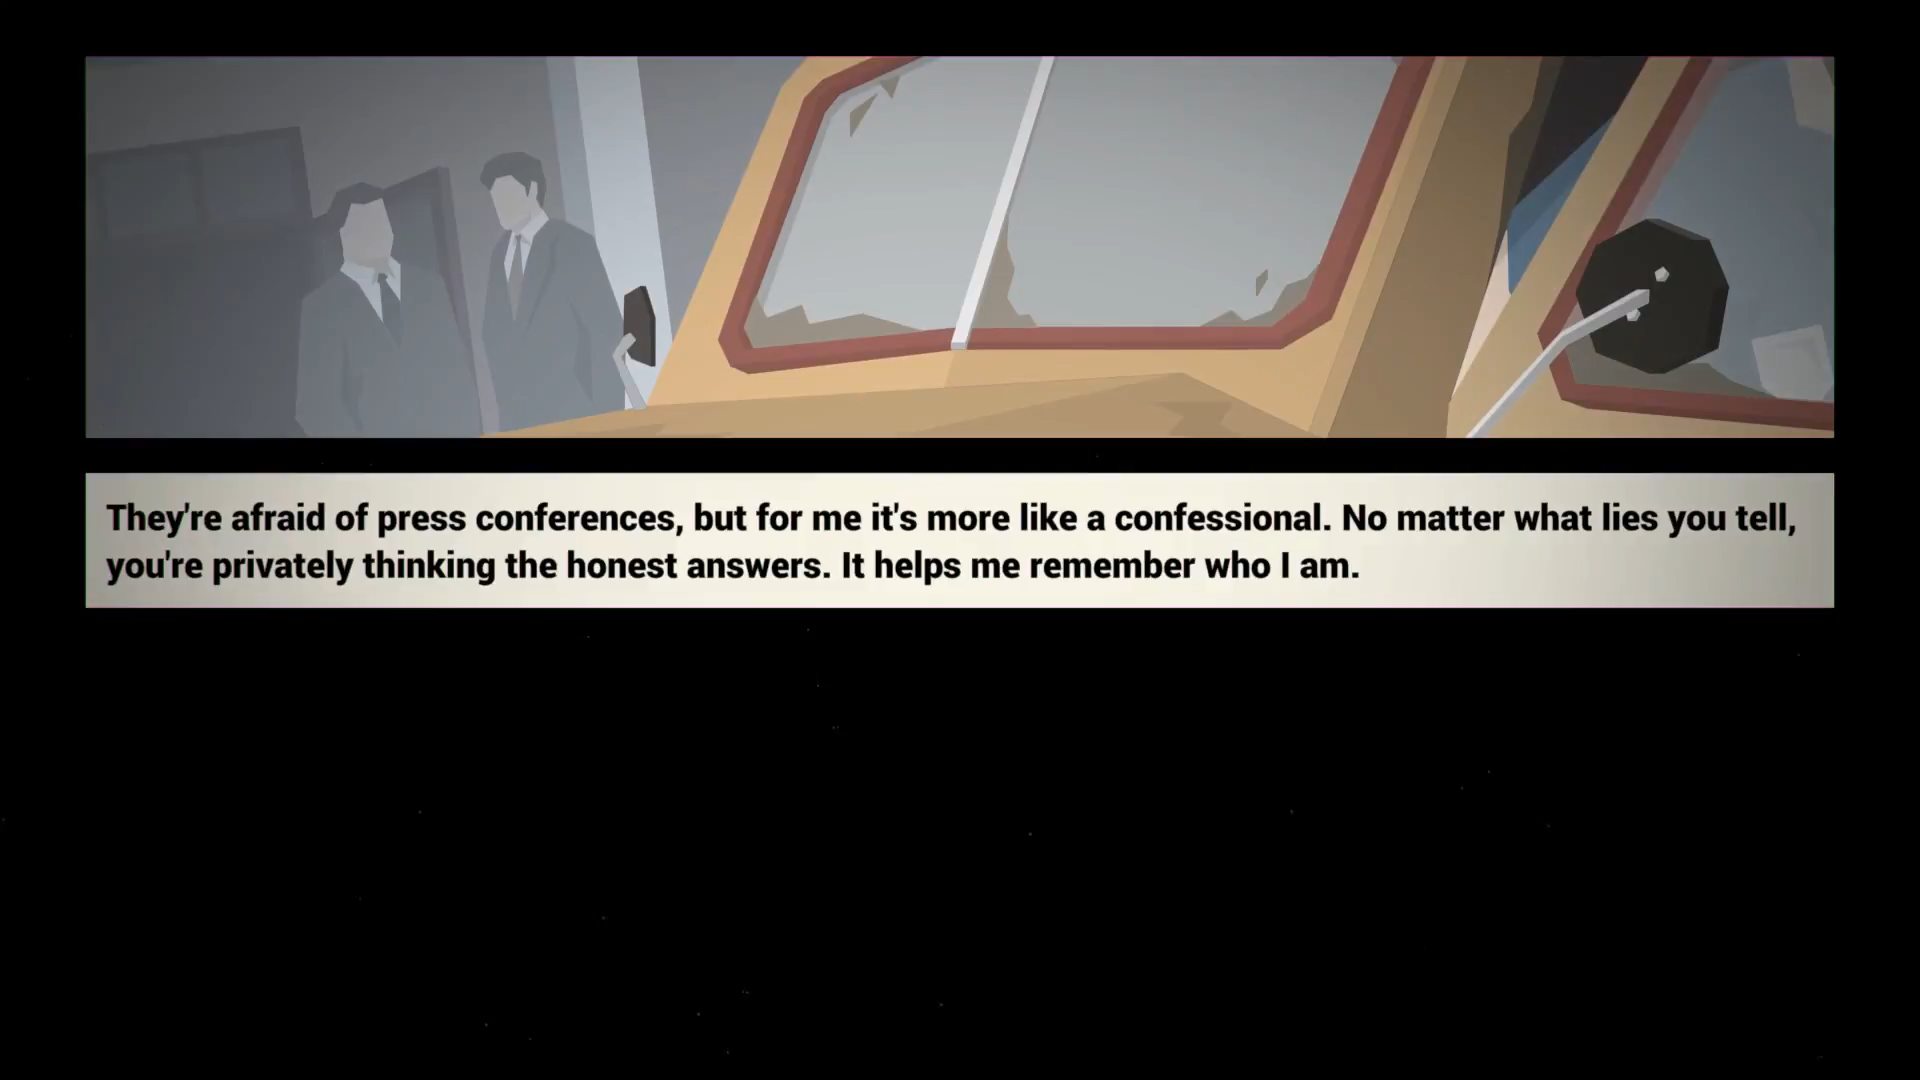 They're afraid of press conferences, but for me it's more like a confessional. No matter what lies you tell,
you're privately thinking the honest answers. It helps me remember who I am.